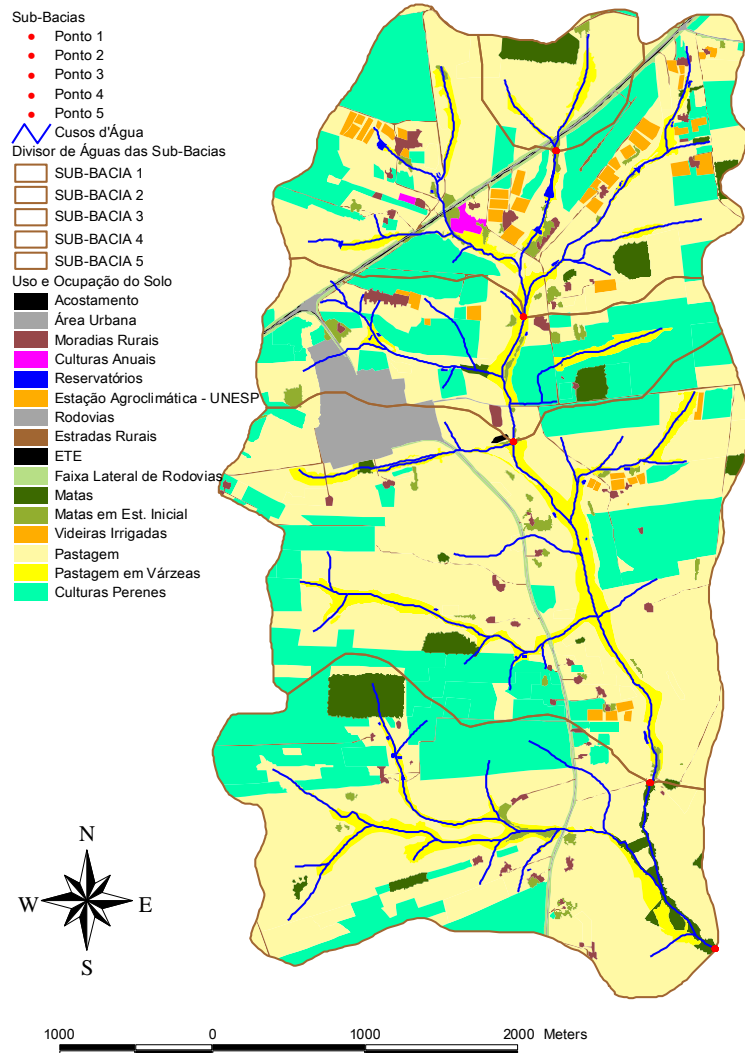 Sub-Bacias
Ponto 1
Ponto 2
Ponto 3
Ponto 4
Ponto 5
Cusos d'Água
Divisor de Águas das Sub-Bacias
SUB-BACIA 1
SUB-BACIA 2
SUB-BACIA 3
SUB-BACIA 4
SUB-BACIA 5
Uso e Ocupação do Solo
Acostamento
Área Urbana
Moradias Rurais
Culturas Anuais
Reservatórios
Estação Agroclimática - UNESP
Rodovias
Estradas Rurais
ETE
Faixa Lateral de Rodovias
Matas
Matas em Est. Inicial
Videiras Irrigadas
Pastagem
Pastagem em Várzeas
Culturas Perenes
N
W E
S
1000 0 1000 2000 Meters